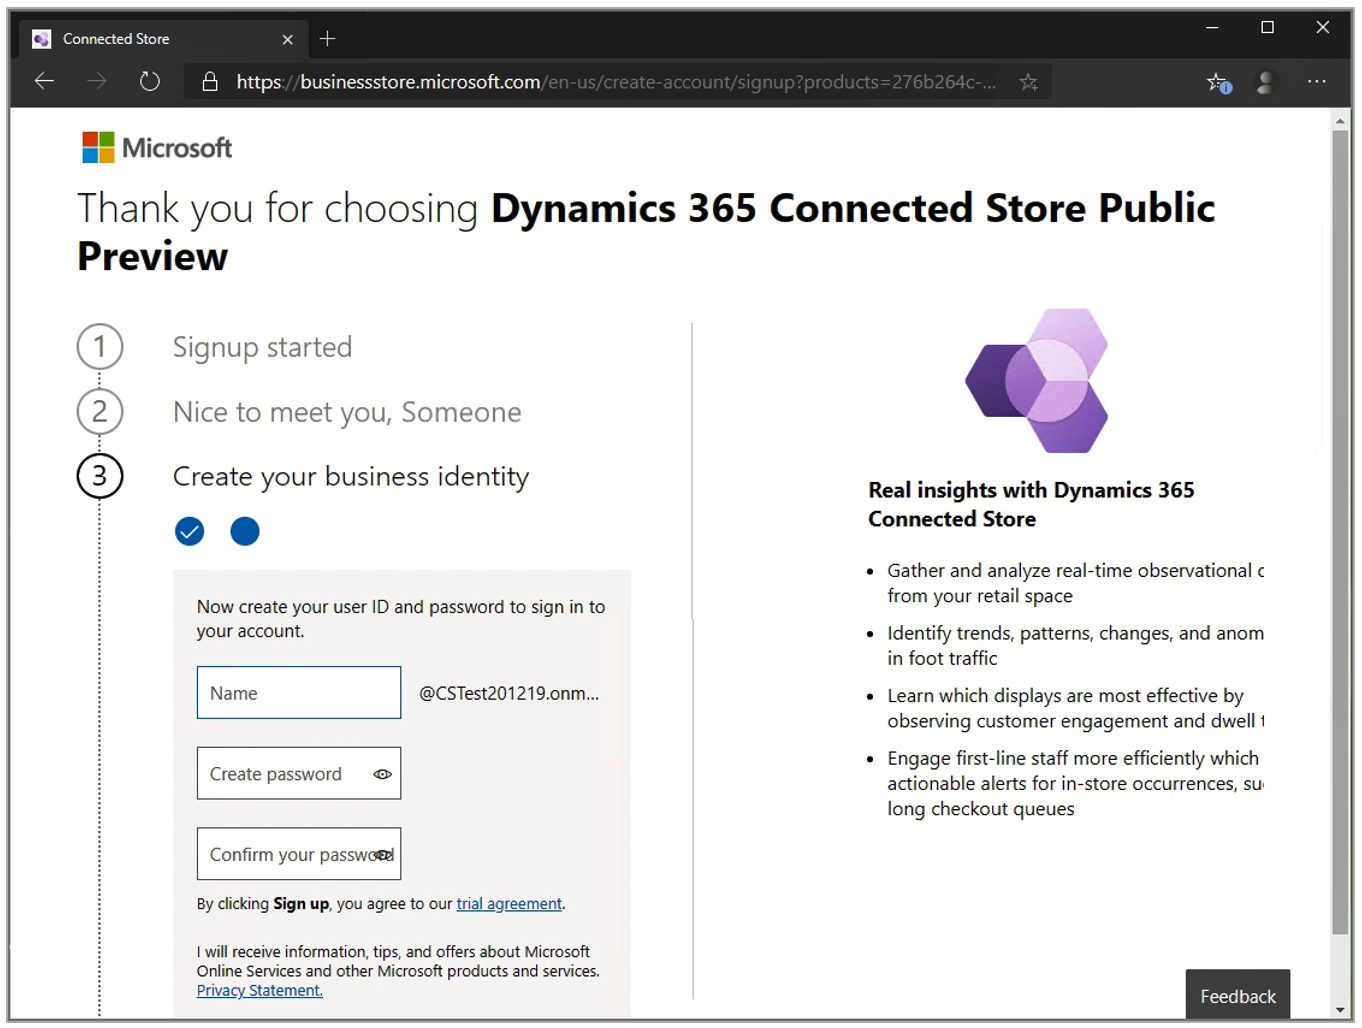 Connected Store
https://businessstore.microsoft.com/en-us/create-account/signup?products=276b264c-...
Microsoft
Thank you for choosing Dynamics 365 Connected Store Public
Preview
1 Signup started
2 Nice to meet you, Someone
3 Create your business identity
Now create your user ID and password to sign in to
your account.
Name @CSTest201219.onm...
Create password
Confirm your password
By clicking Sign up, you agree to our trial agreement.
I will receive information, tips, and offers about Microsoft
Online Services and other Microsoft products and services.
Privacy Statement.
Real insights with Dynamics 365
Connected Store
• Gather and analyze real-time observational
from your retail space
• Identify trends, patterns, changes, and anom
in foot traffic
• Learn which displays are most effective by
observing customer engagement and dwell
• Engage first-line staff more efficiently which
actionable alerts for in-store occurrences, su
long checkout queues
Feedback